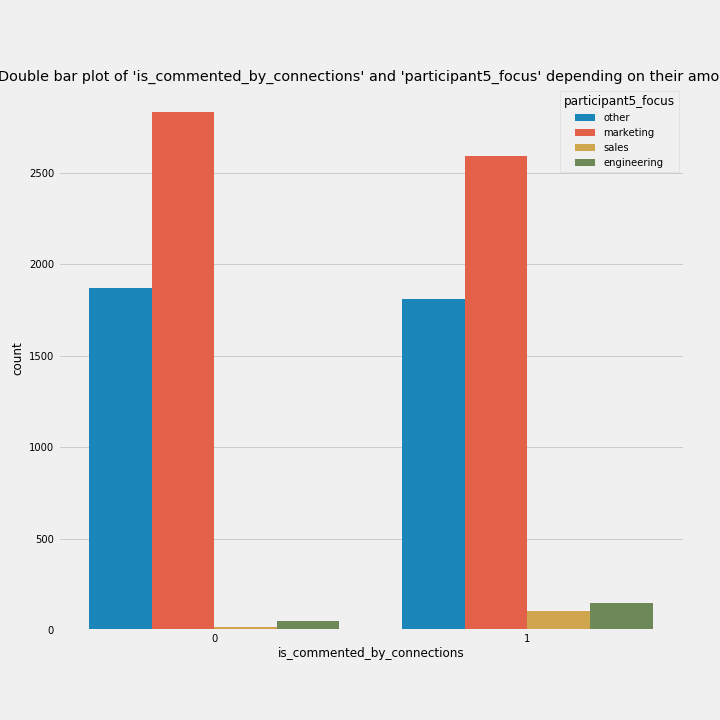 Double bar plot of 'is_commented_by_connections' and 'participant5_focus' depending on their
participant5_focus
other
marketing
sales
engineering
2500
2000
1500
1000
500
0
count
0 1
is_commented_by_connections